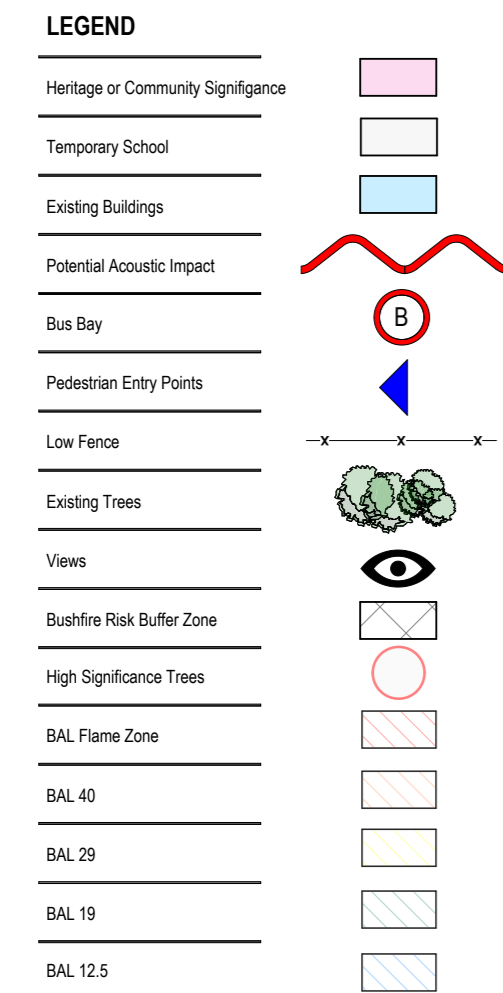 LEGEND
Heritage or Community Signifigance
Temporary School
Existing Buildings
Potential Acoustic Impact
Bus Bay
B
Pedestrian Entry Points
Low Fence
x x x
Existing Trees
Views
Bushfire Risk Buffer Zone
High Significance Trees
BAL Flame Zone
BAL 40
BAL 29
BAL 19
BAL 12.5